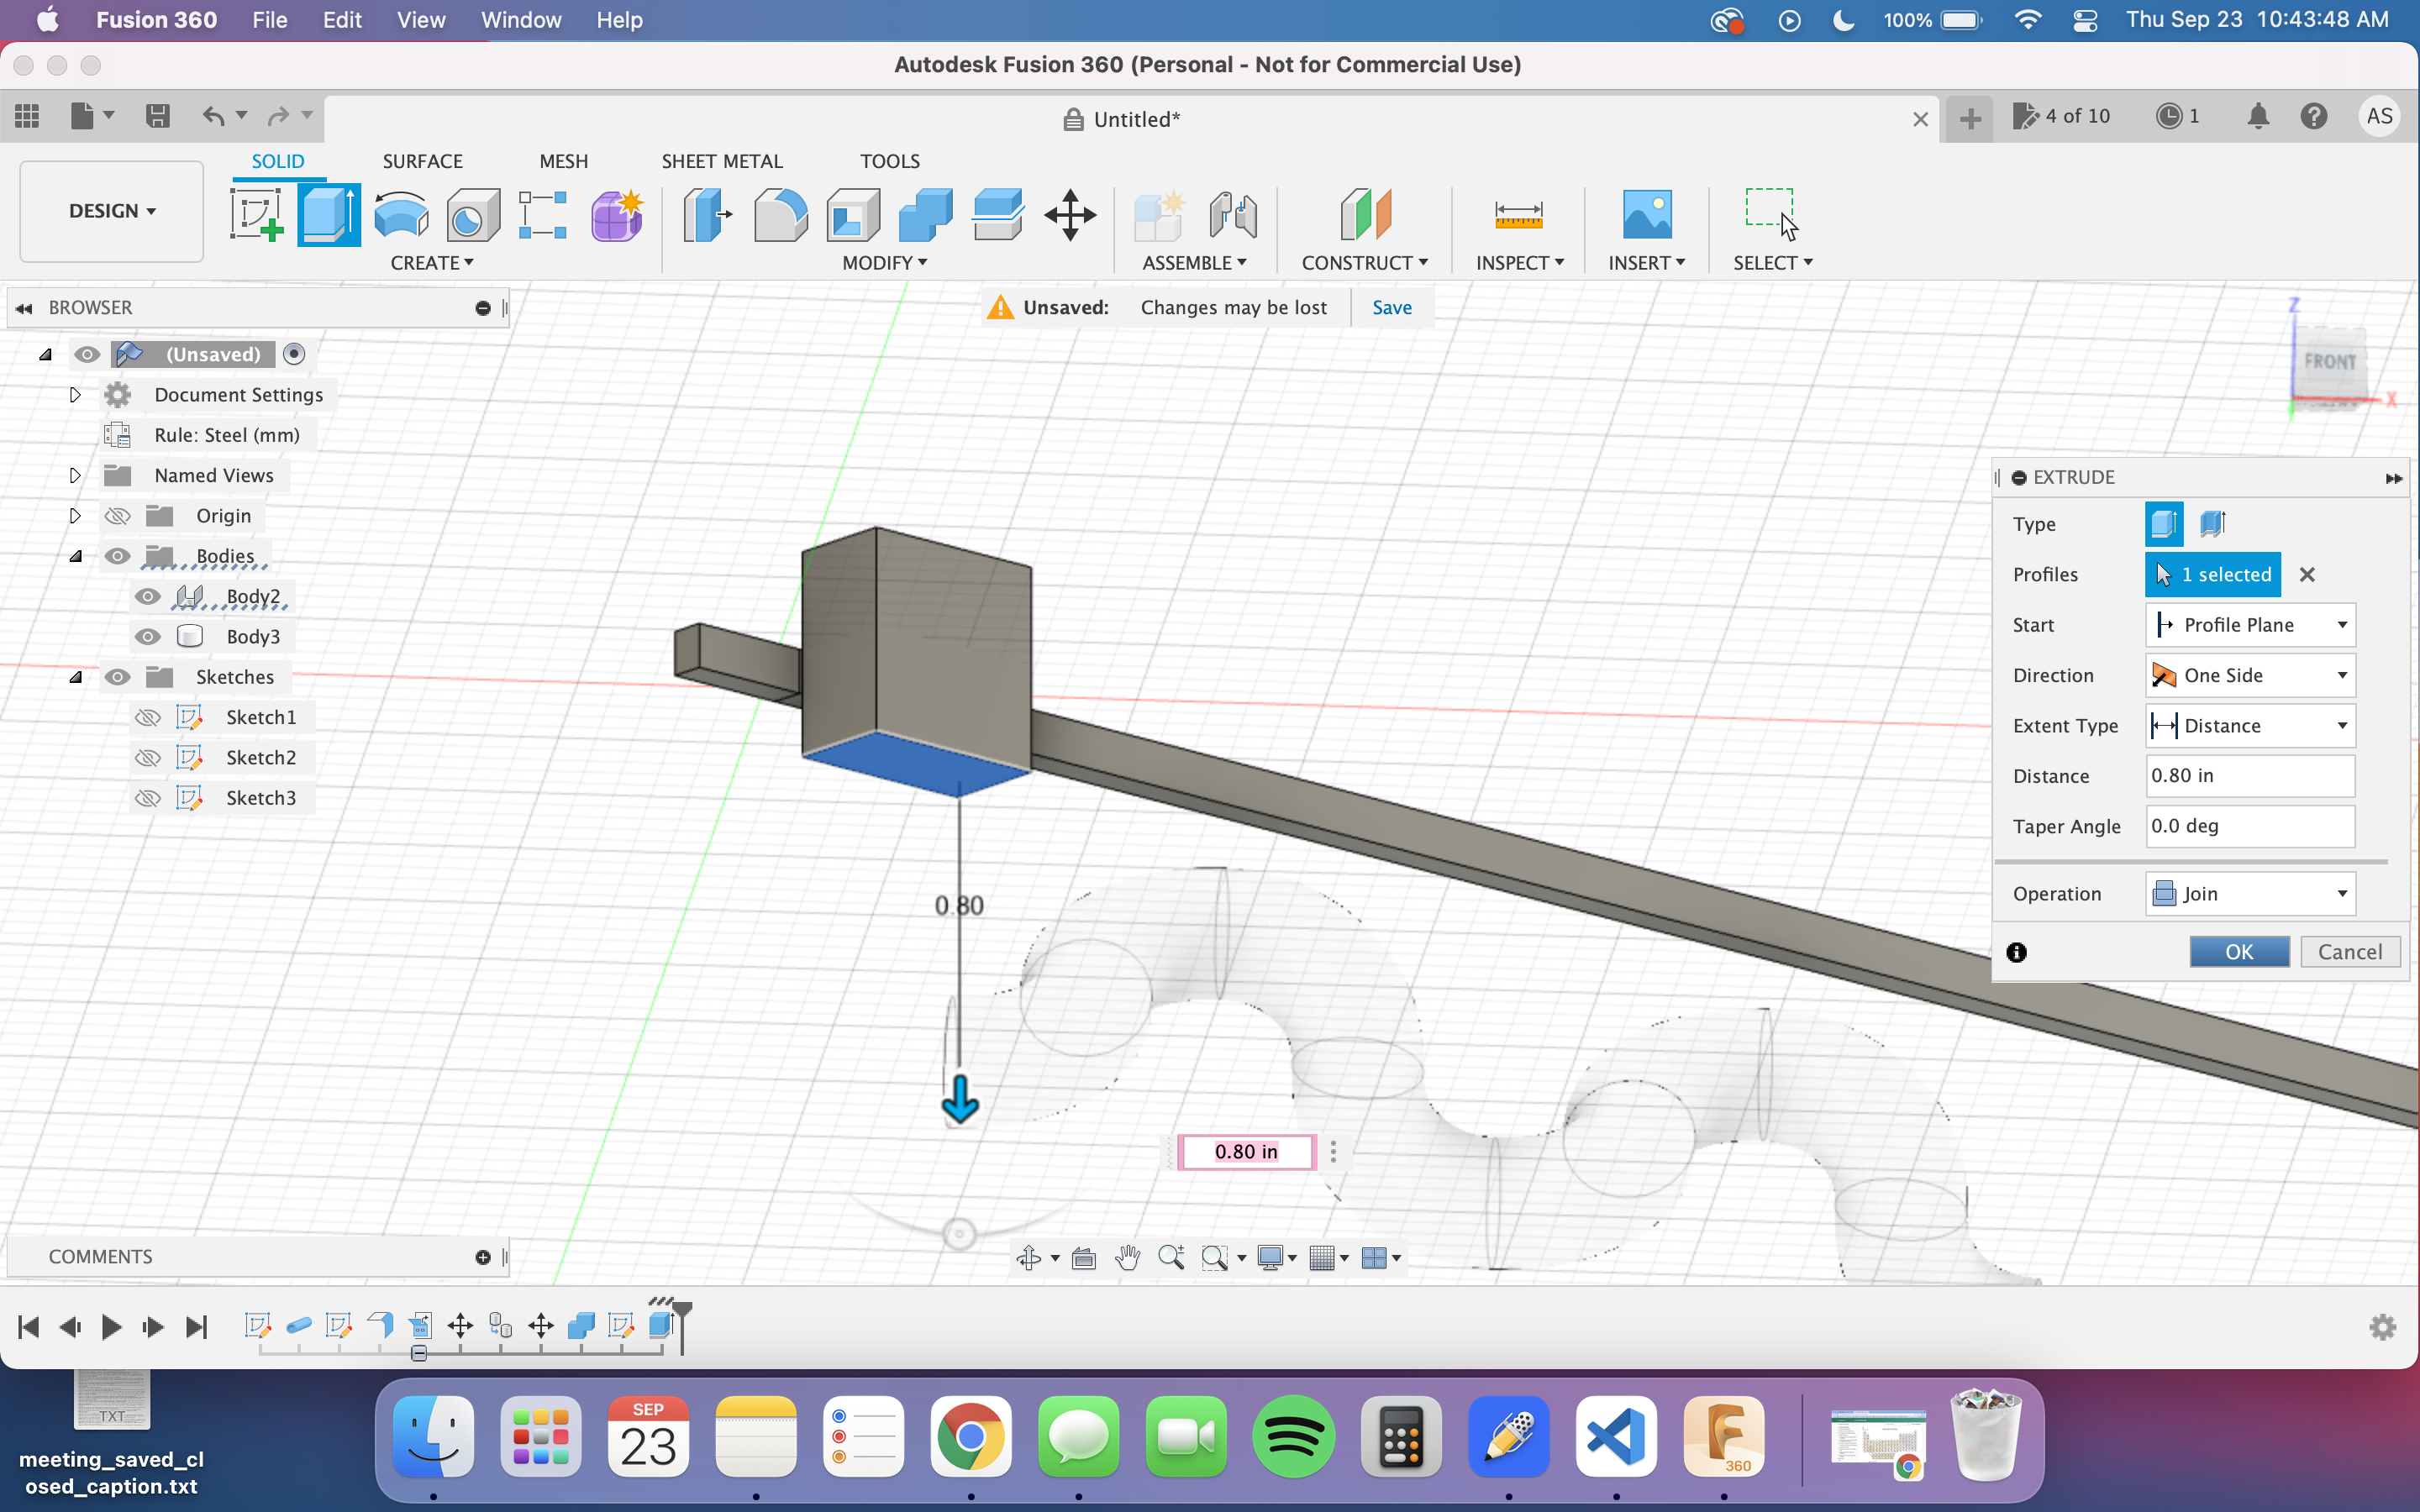 Fusion 360 File Edit View Window Help 100% Thu Sep 23 10:43:48 AM
Autodesk Fusion 360 (Personal - Not for Commercial Use)
Untitled* 4 of 10 1 AS
DESIGN
SOLID SURFACE MESH SHEET METAL TOOLS
CREATE MODIFY ASSEMBLE CONSTRUCT INSPECT INSERT SELECT
BROWSER
Unsaved: Changes may be lost Save
(Unsaved)
Document Settings
Rule: Steel (mm)
Named Views
Origin
Bodies
Body2
Body3
Sketches
Sketch1
Sketch2
Sketch3
Z
FRONT
X
EXTRUDE
Type
Profiles 1 selected
Start Profile Plane
Direction One Side
Extent Type Distance
Distance 0.80 in
Taper Angle 0.0 deg
Operation Join
OK Cancel
0.80
0.80 in
COMMENTS
TXT
meeting_saved_cl
osed_caption.txt
SEP
23
360